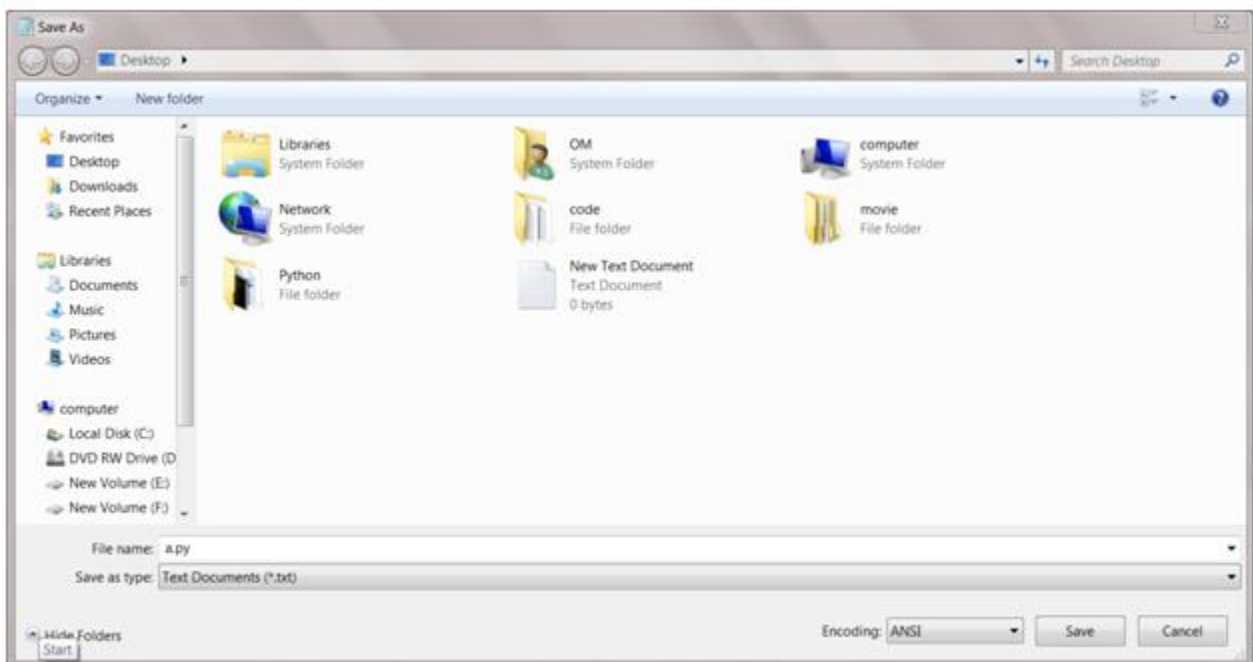 Save As
Desktop
Search Desktop
Organize
New folder
Favorites
Desktop
Downloads
Recent Places
Libraries
Documents
Music
Pictures
Videos
computer
Local Disk (C:)
DVD RW Drive (D
New Volume (E:)
New Volume (F:)
Libraries
System Folder
OM
System Folder
computer
System Folder
Network
System Folder
code
File folder
movie
File folder
Python
File folder
New Text Document
Text Document
0 bytes
File name: a.py
Save as type: Text Documents (*.txt)
Hide Folders
Start
Encoding: ANSI
Save
Cancel